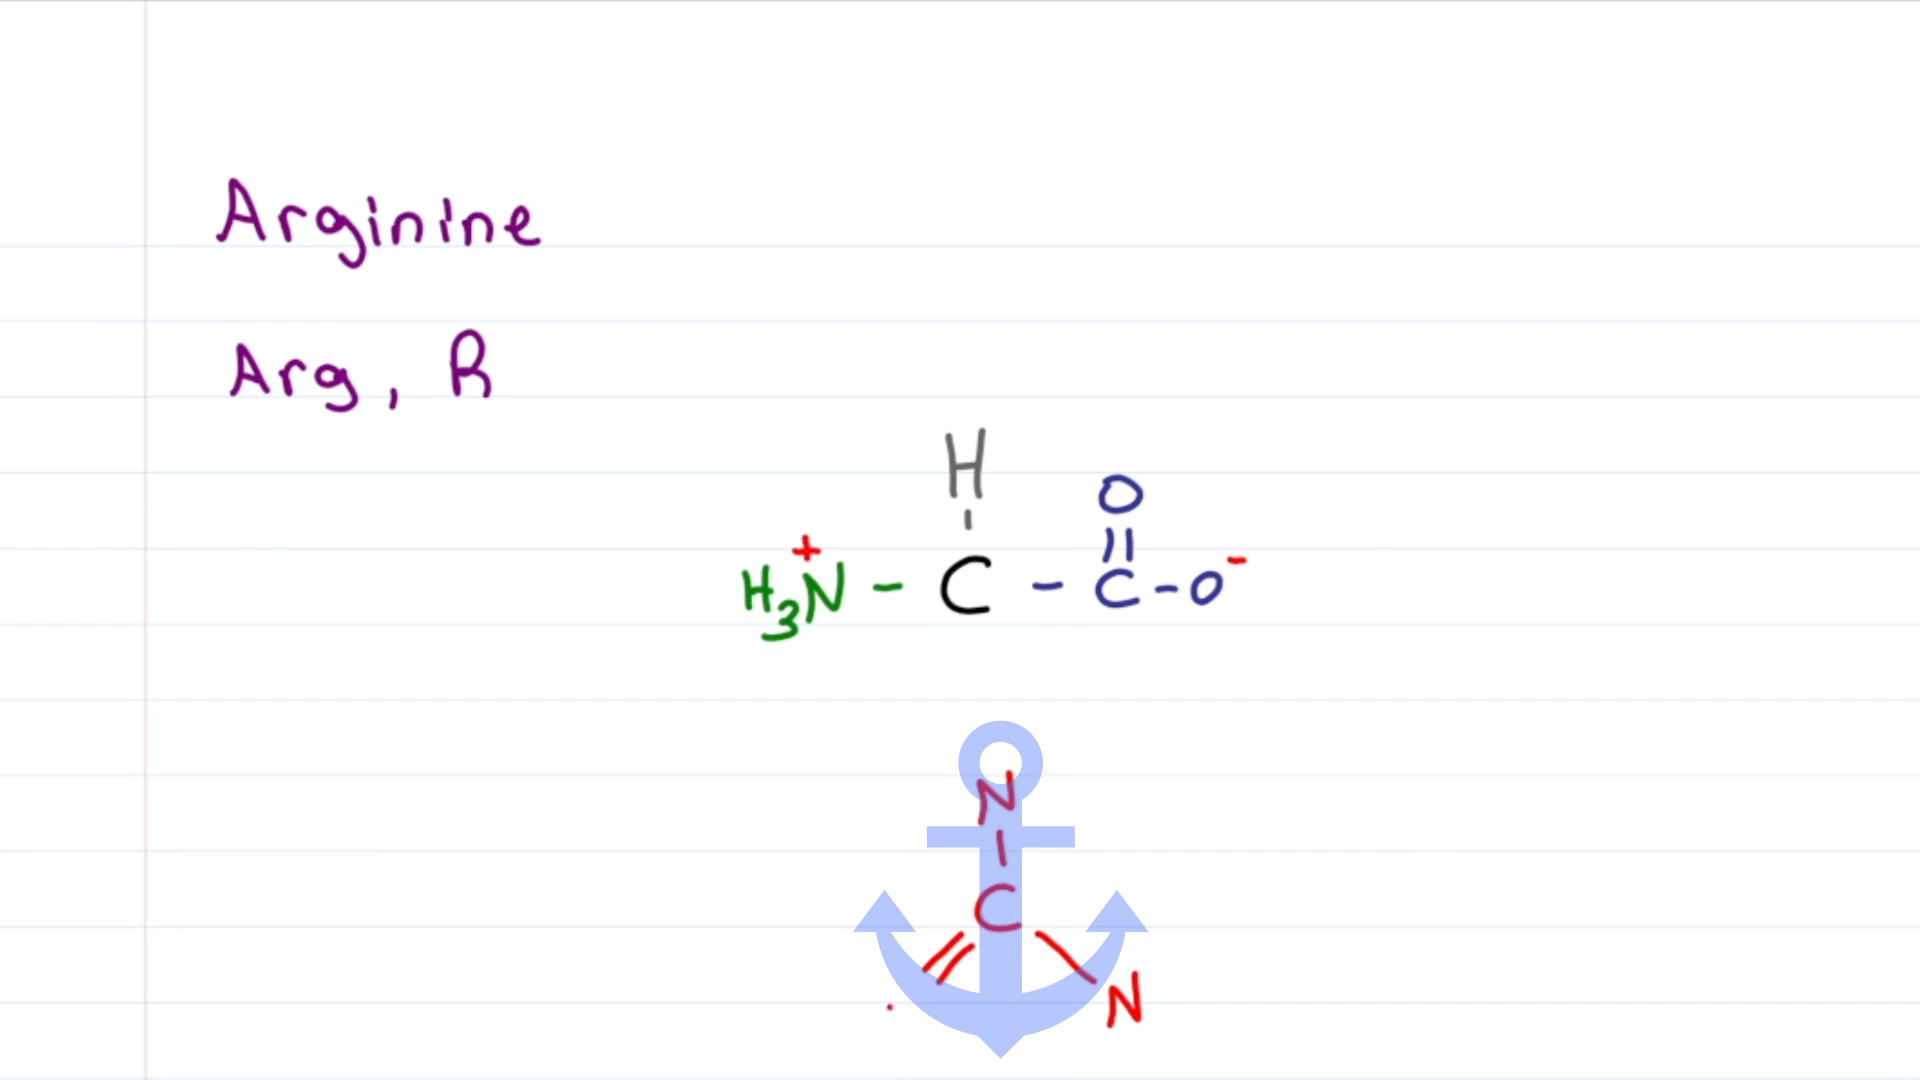 Arginine
Arg, R
H
O
H3N+ - C - C - O-
N
C
N